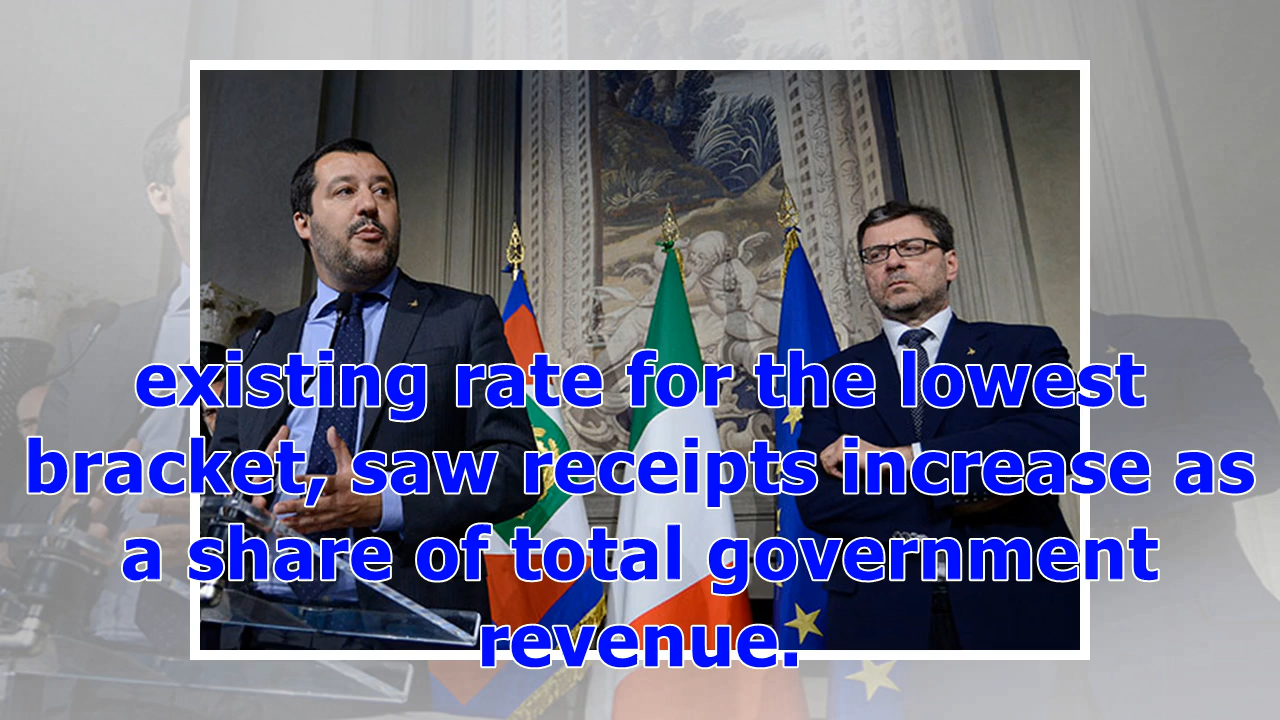 existing rate for the lowest
bracket, saw receipts increase as
a share of total government
revenue.